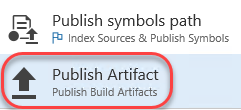 Publish symbols path
Index Sources & Publish Symbols
Publish Artifact
Publish Build Artifacts